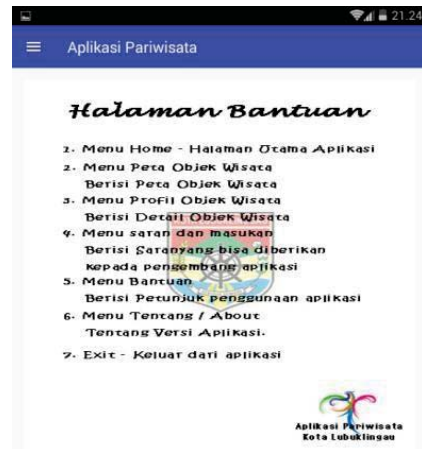 21.24
Aplikasi Pariwisata
Halaman Bantuan
1. Menu Home - Halaman Utama Aplikasi
2. Menu Peta Objek Wisata
Berisi Peta Objek Wisata
3. Menu Profil Objek Wisata
Berisi Detail Objek Wisata
4. Menu saran dan masukan
Berisi Saranyang bisa diberikan
kepada pengembang aplikasi
5. Menu Bantuan
Berisi Petunjuk penggunaan aplikasi
6. Menu Tentang / About
Tentang Versi Aplikasi.
7. Exit - Keluar dari aplikasi
Aplikasi Pariwisata
Kota Lubuklingau